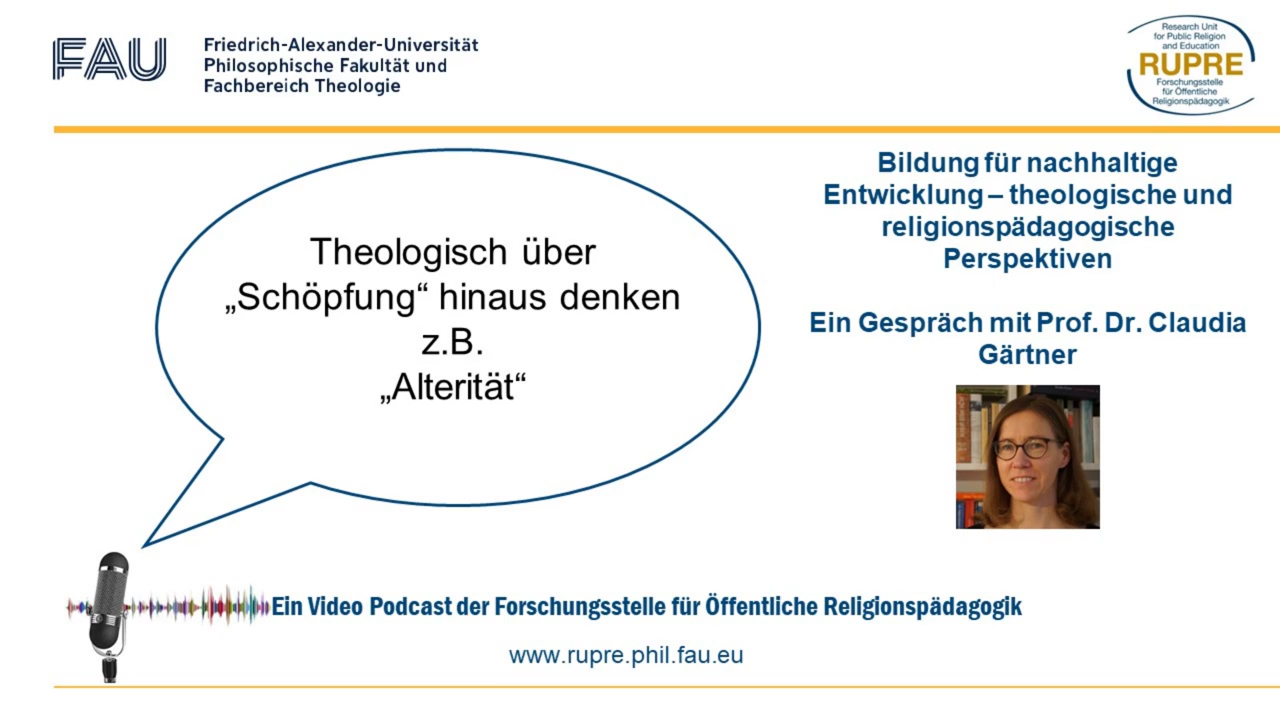 FAU
Friedrich-Alexander-Universität
Philosophische Fakultät und
Fachbereich Theologie
Research Unit
for Public Religion
and Education
RUPRE
Forschungsstelle
für Öffentliche
Religionspädagogik
Theologisch über
„Schöpfung“ hinaus denken
z.B.
„Alterität“
Bildung für nachhaltige
Entwicklung – theologische und
religionspädagogische
Perspektiven
Ein Gespräch mit Prof. Dr. Claudia
Gärtner
Ein Video Podcast der Forschungsstelle für Öffentliche Religionspädagogik
www.rupre.phil.fau.eu